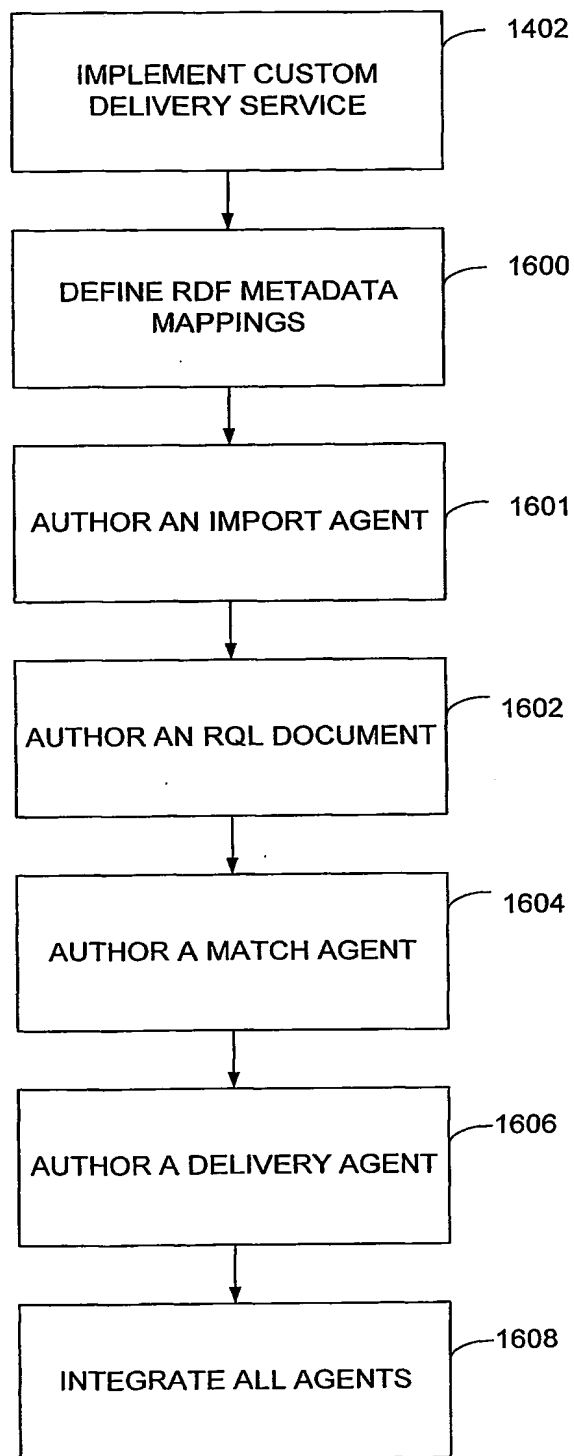 1402
IMPLEMENT CUSTOM
DELIVERY SERVICE
1600
DEFINE RDF METADATA
MAPPINGS
1601
AUTHOR AN IMPORT AGENT
1602
AUTHOR AN RQL DOCUMENT
1604
AUTHOR A MATCH AGENT
1606
AUTHOR A DELIVERY AGENT
1608
INTEGRATE ALL AGENTS